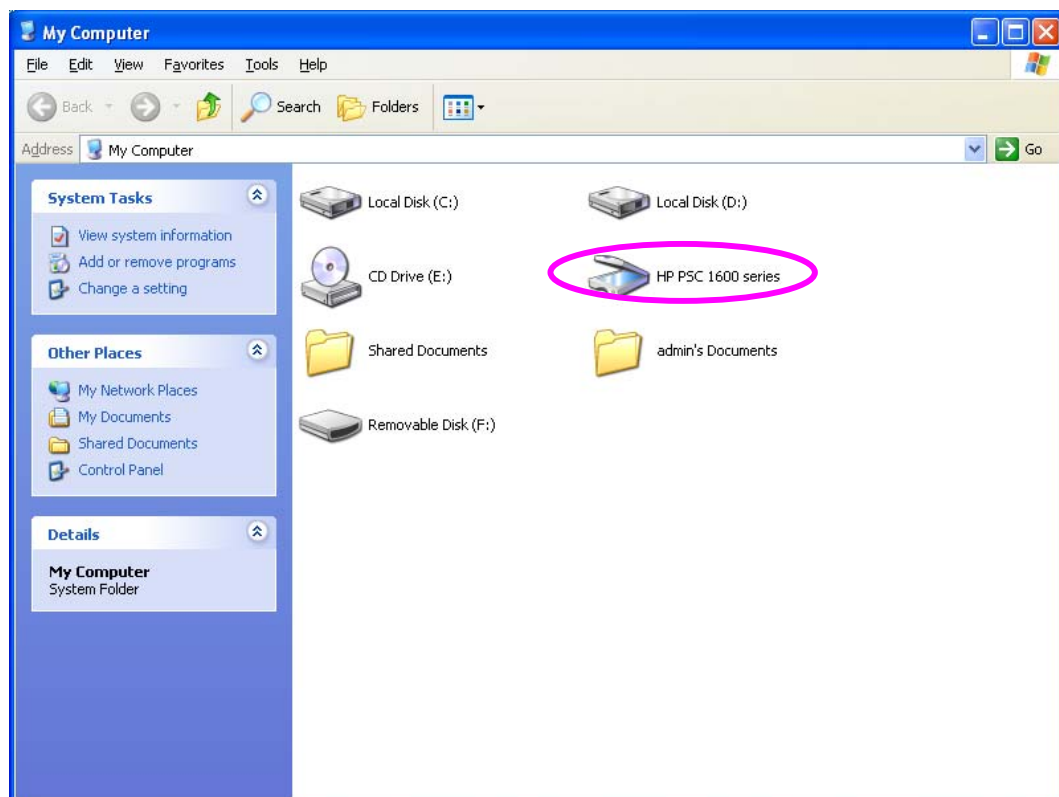 My Computer
File Edit View Favorites Tools Help
Back Search Folders
Address My Computer Go
System Tasks
View system information
Add or remove programs
Change a setting
Other Places
My Network Places
My Documents
Shared Documents
Control Panel
Details
My Computer
System Folder
Local Disk (C:) Local Disk (D:)
CD Drive (E:) HP PSC 1600 series
Shared Documents admin's Documents
Removable Disk (F:)